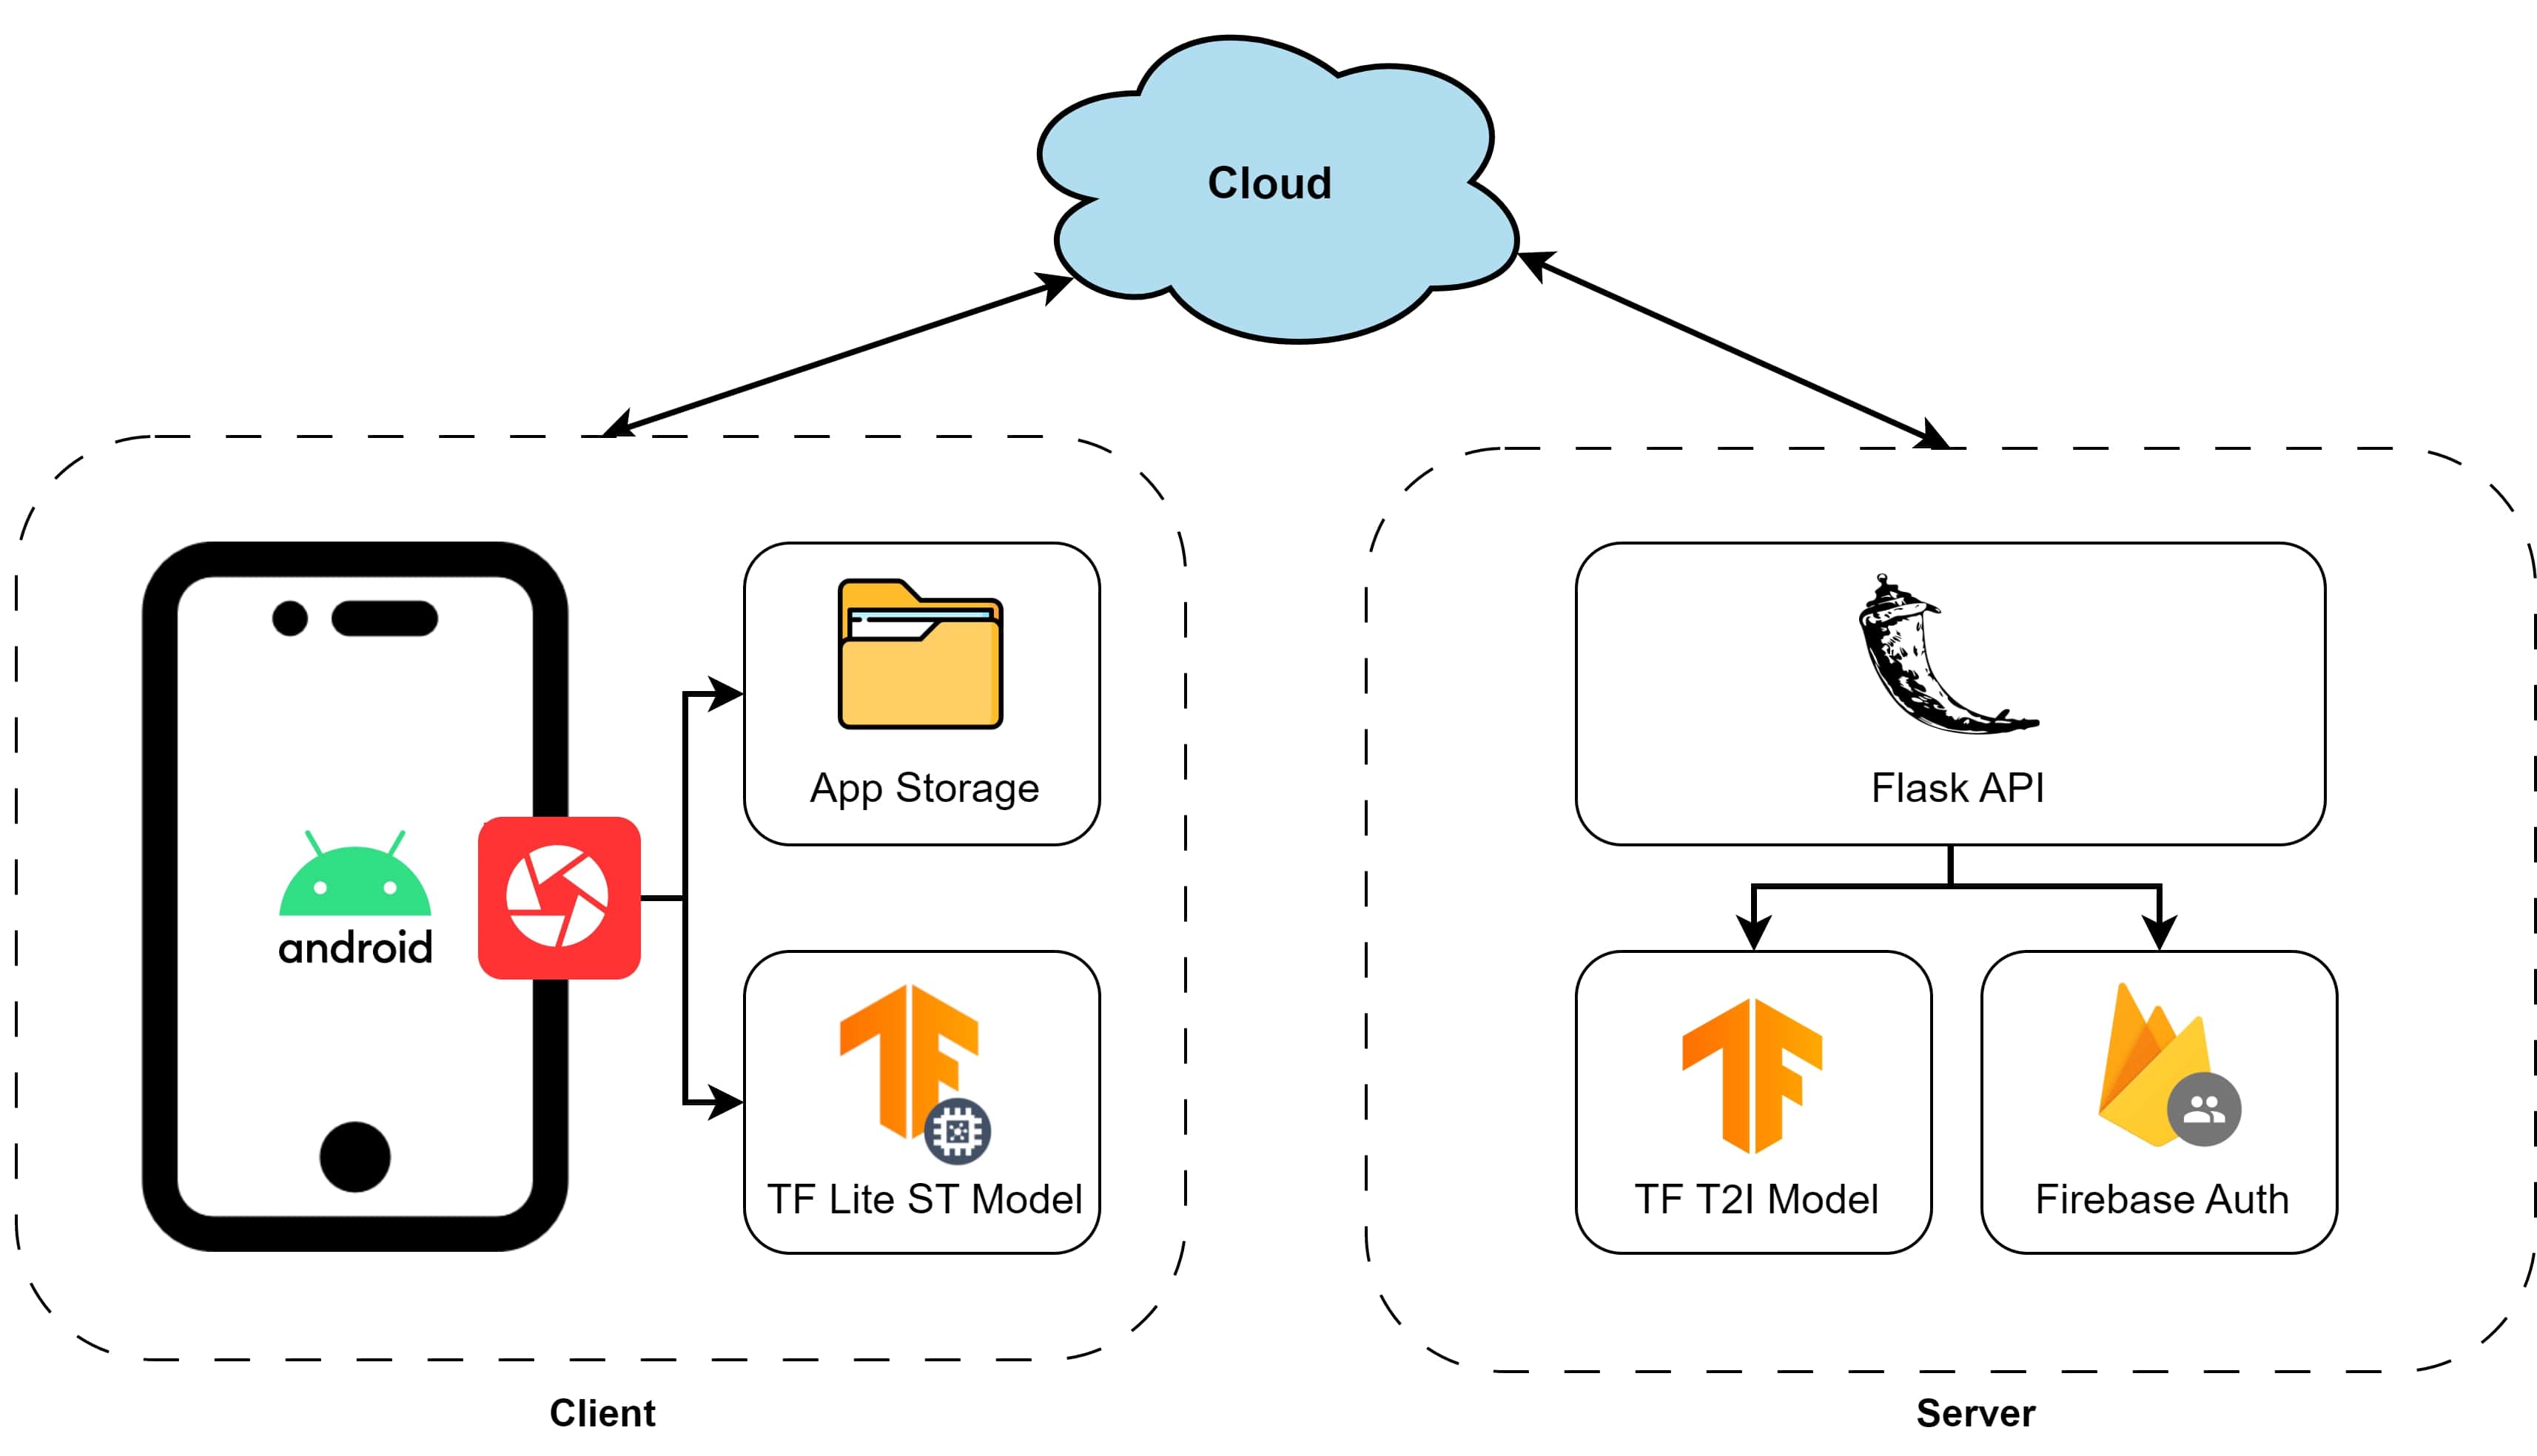 Cloud
android
App Storage
TF Lite ST Model
Client
Flask API
TF T2I Model
Firebase Auth
Server